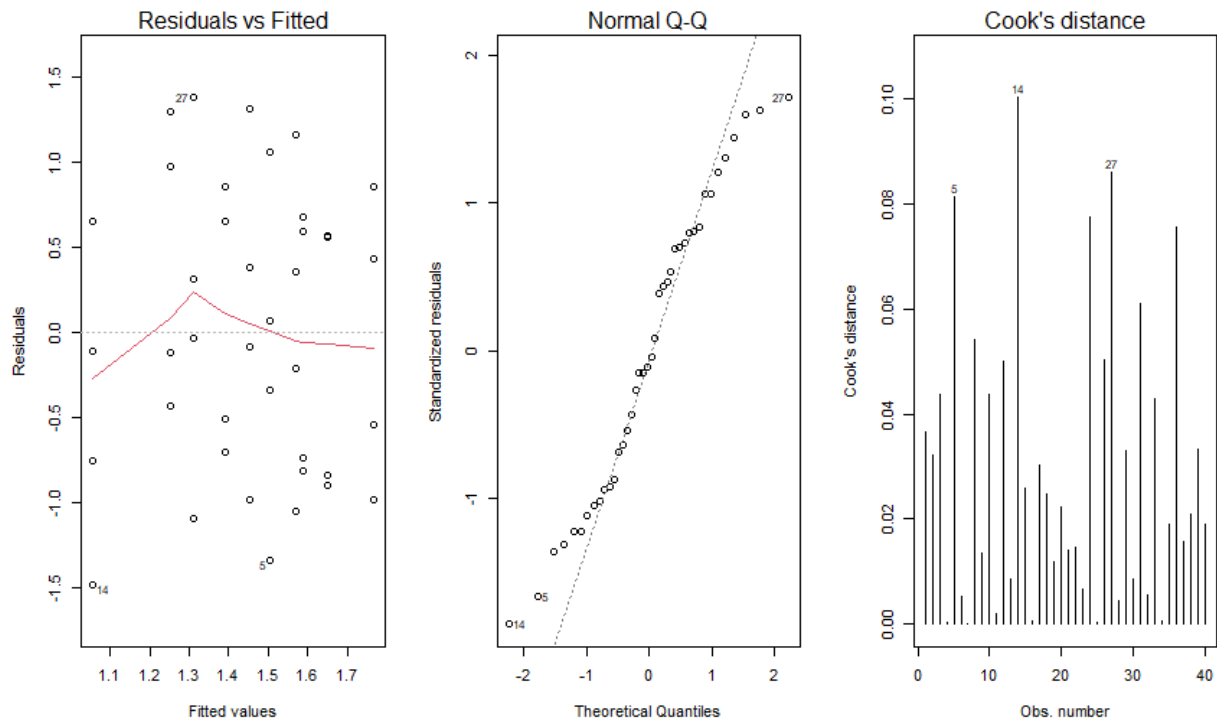 Residuals vs Fitted
Residuals
1.5
1.0
0.5
0.0
-0.5
-1.0
-1.5
27
5
14
1.1 1.2 1.3 1.4 1.5 1.6 1.7
Fitted values
Normal Q-Q
Standardized residuals
2
1
0
-1
27
5
14
-2 -1 0 1 2
Theoretical Quantiles
Cook's distance
Cook's distance
0.10
0.08
0.06
0.04
0.02
0.00
14
27
5
0 10 20 30 40
Obs. number